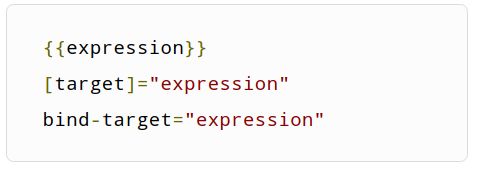 {{expression}}
[target]="expression"
bind-target="expression"